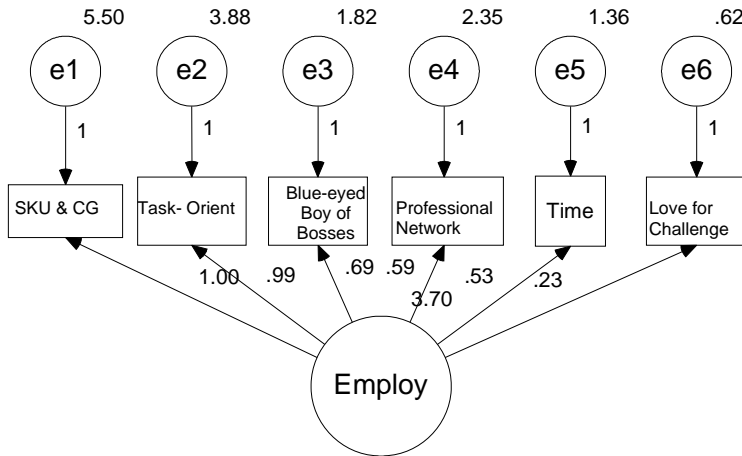 5.50 3.88 1.82 2.35 1.36 .62
e1 e2 e3 e4 e5 e6
1 1 1 1 1 1
SKU & CG
Task- Orient
Blue-eyed
Boy of
Bosses
Professional
Network
Time
Love for
Challenge
1.00 .99 .69 .59 .53 .23
3.70
Employ